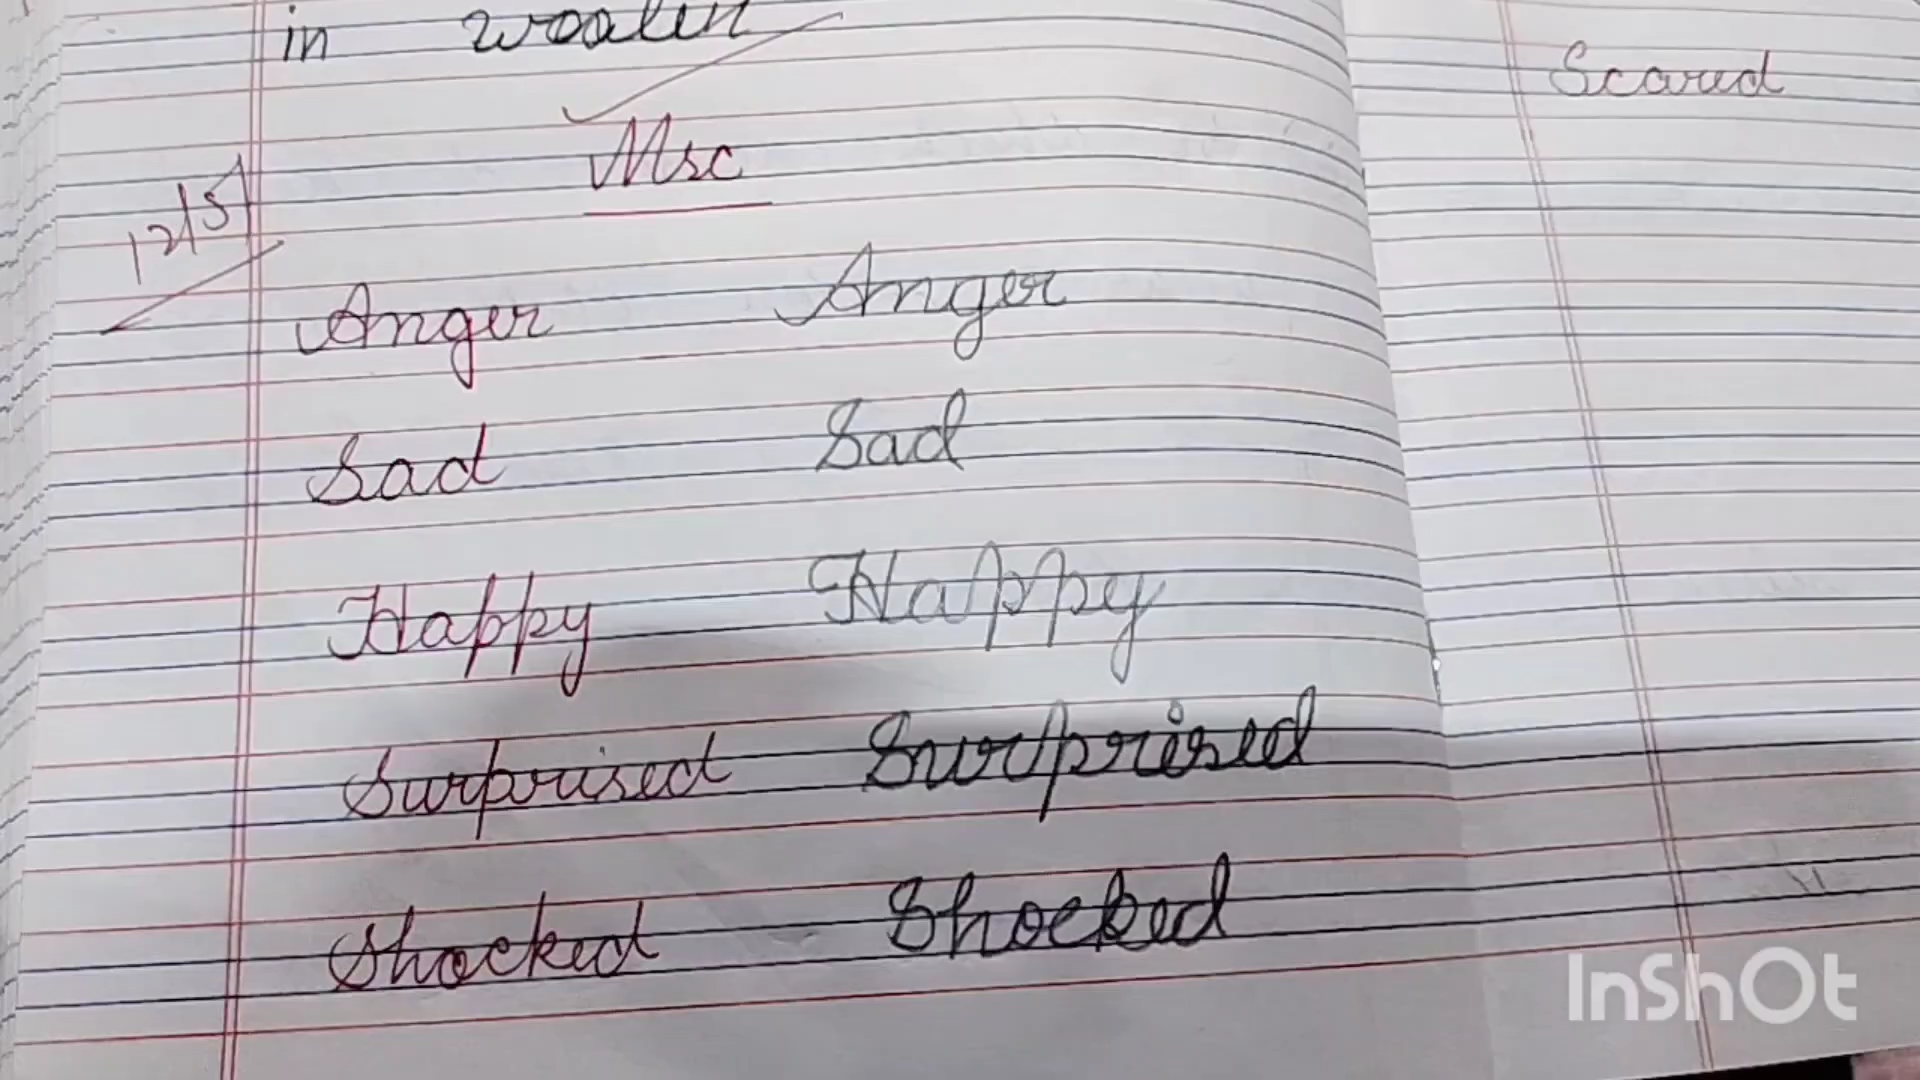 in
Msc
12/5
Anger Anger
Sad Sad
Happy Happy
Surprised Surprised
Shocked Shocked
Scared
InShOt